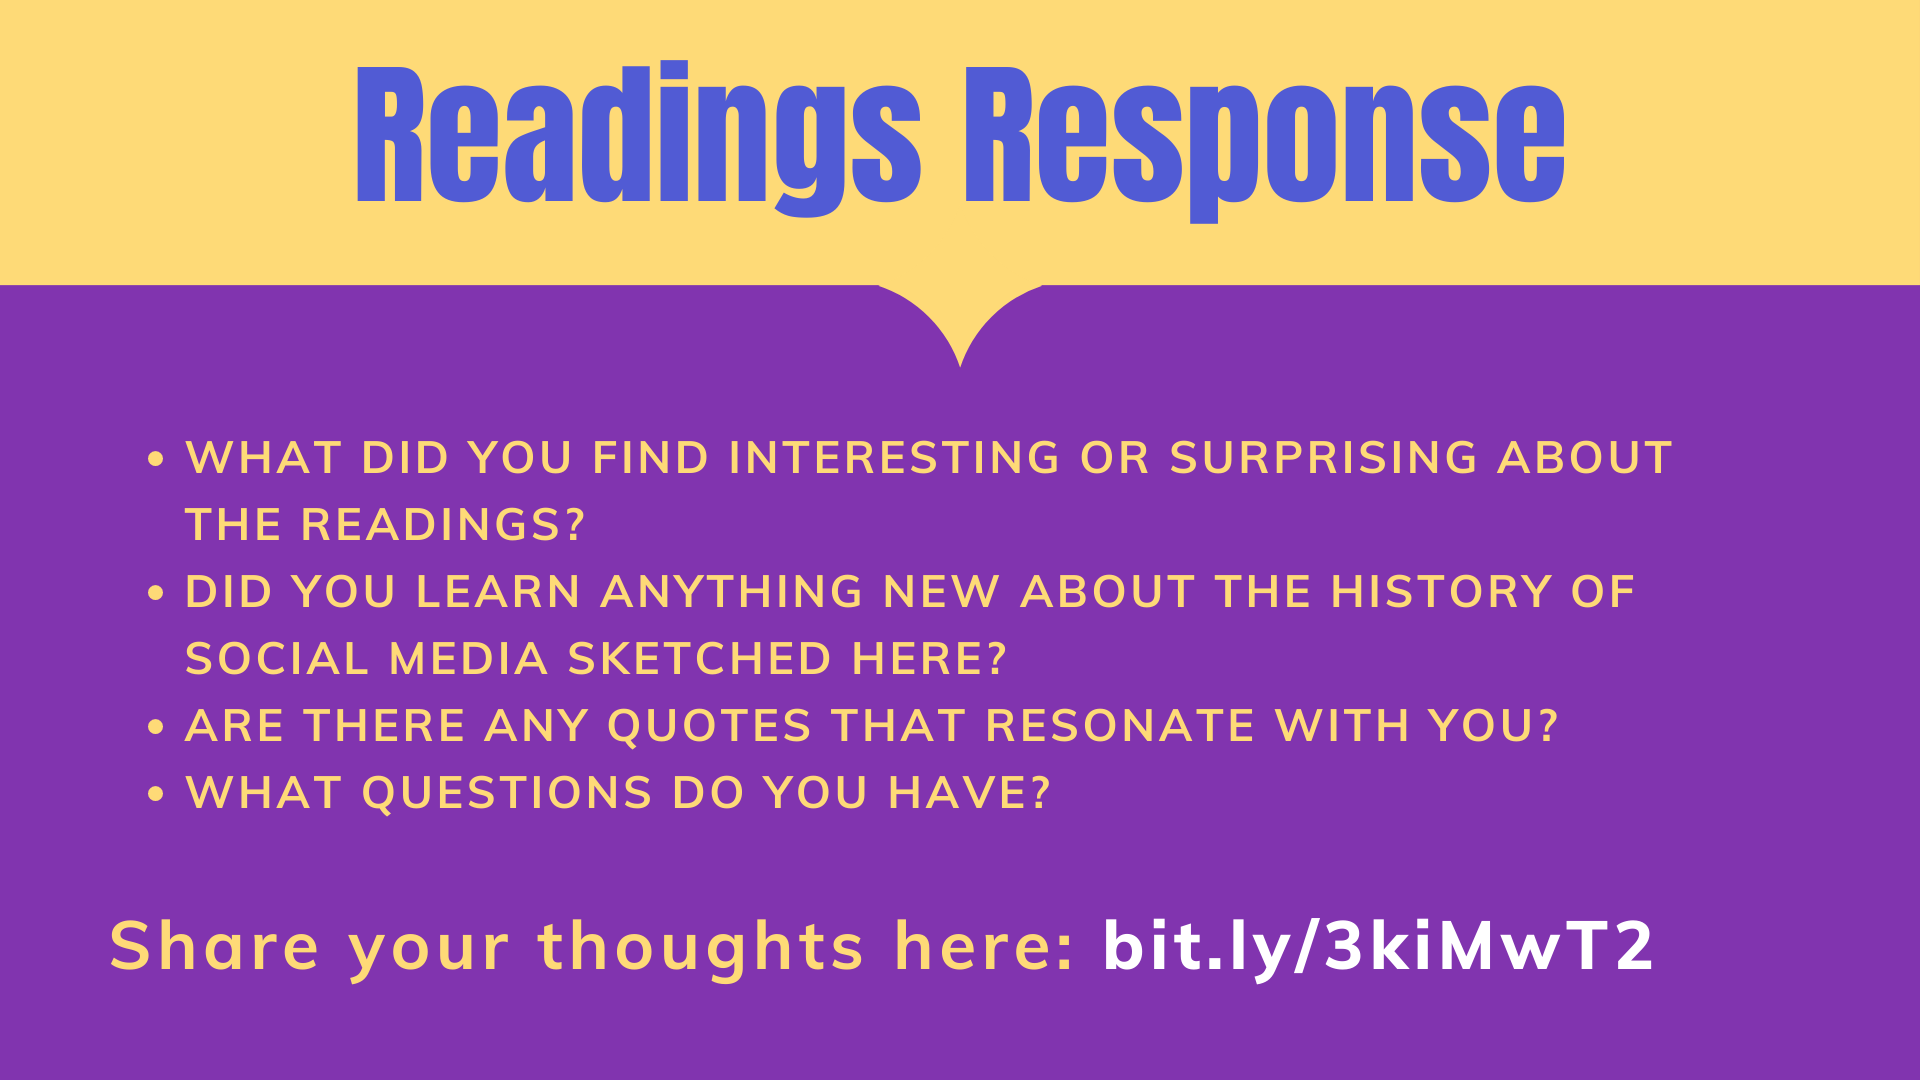 Readings Response
• WHAT DID YOU FIND INTERESTING OR SURPRISING ABOUT
THE READINGS?
• DID YOU LEARN ANYTHING NEW ABOUT THE HISTORY OF
SOCIAL MEDIA SKETCHED HERE?
• ARE THERE ANY QUOTES THAT RESONATE WITH YOU?
• WHAT QUESTIONS DO YOU HAVE?
Share your thoughts here: bit.ly/3kiMwT2